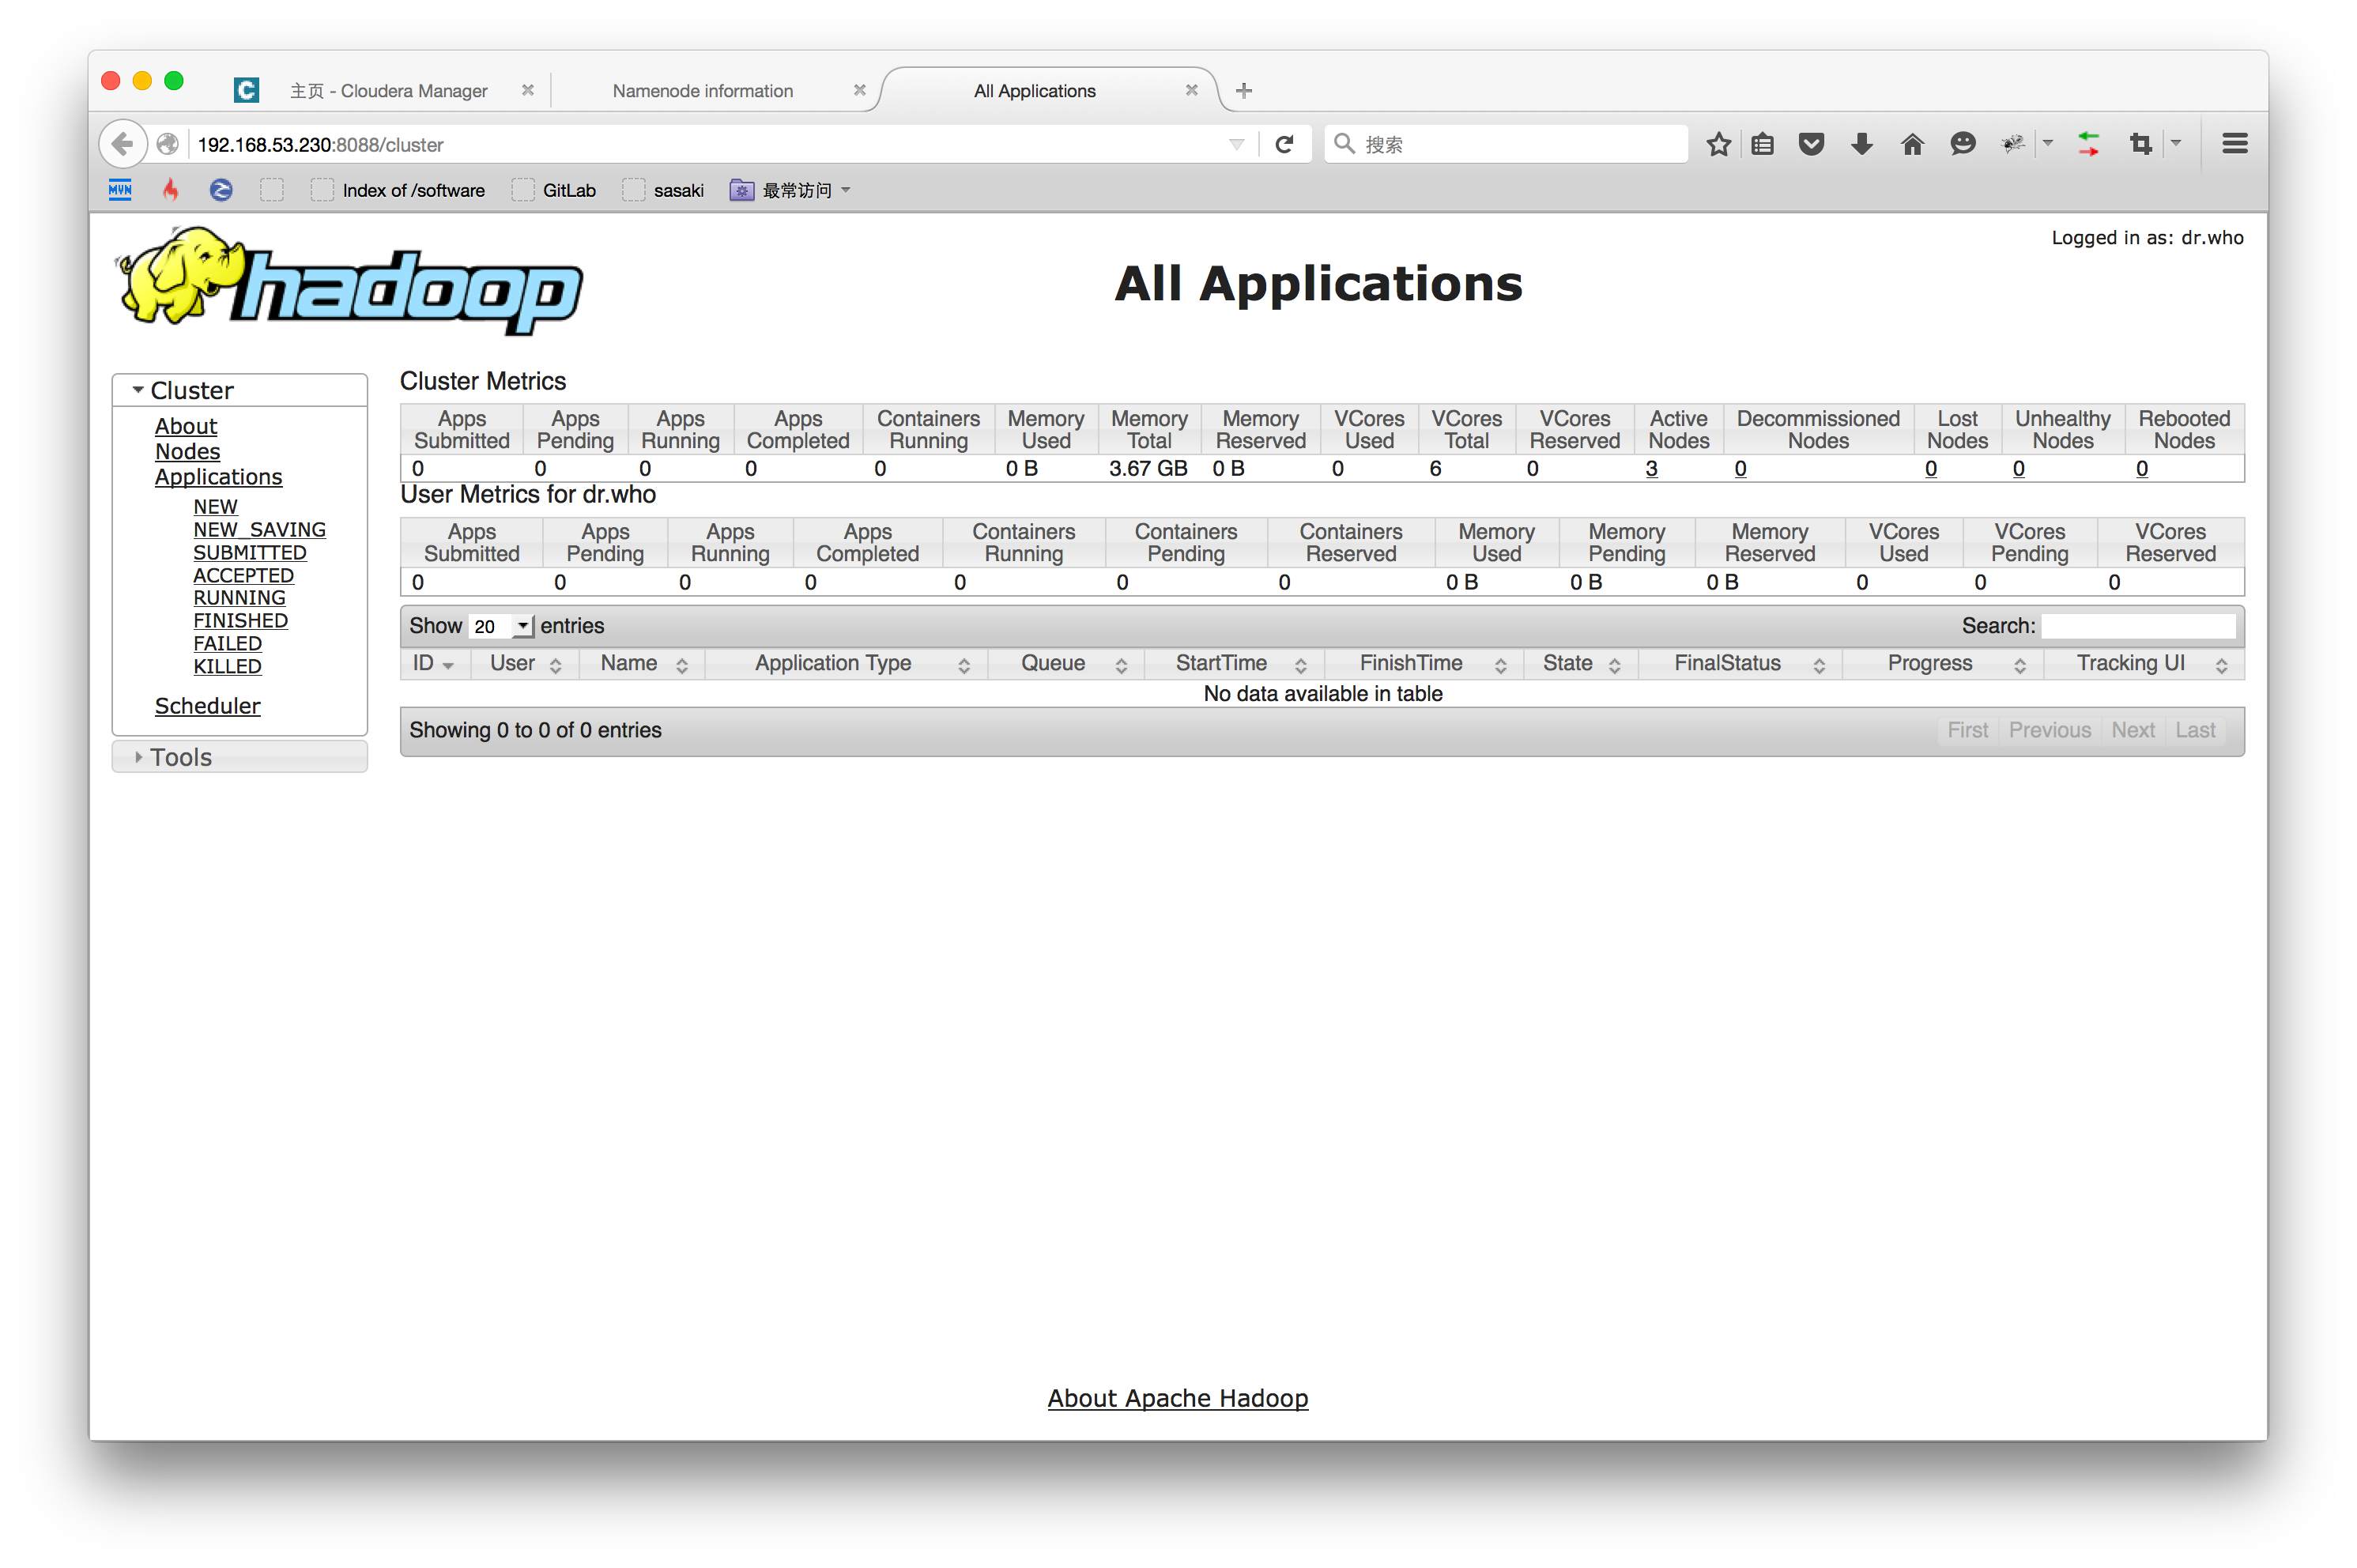 主页 - Cloudera Manager
Namenode information
All Applications
192.168.53.230:8088/cluster
搜索
MVN
Index of /software
GitLab
sasaki
最常访问
hadoop
All Applications
Logged in as: dr.who
Cluster
About
Nodes
Applications
NEW
NEW_SAVING
SUBMITTED
ACCEPTED
RUNNING
FINISHED
FAILED
KILLED
Scheduler
Tools
Cluster Metrics
Apps Submitted Apps Pending Apps Running Apps Completed Containers Running Memory Used Memory Total Memory Reserved VCores Used VCores Total VCores Reserved Active Nodes Decommissioned Nodes Lost Nodes Unhealthy Nodes Rebooted Nodes
0 0 0 0 0 0 B 3.67 GB 0 B 0 6 0 3 0 0 0 0
User Metrics for dr.who
Apps Submitted Apps Pending Apps Running Apps Completed Containers Running Containers Pending Containers Reserved Memory Used Memory Pending Memory Reserved VCores Used VCores Pending VCores Reserved
0 0 0 0 0 0 0 0 B 0 B 0 B 0 0 0
Show 20 entries
Search:
ID User Name Application Type Queue StartTime FinishTime State FinalStatus Progress Tracking UI
No data available in table
Showing 0 to 0 of 0 entries
First Previous Next Last
About Apache Hadoop